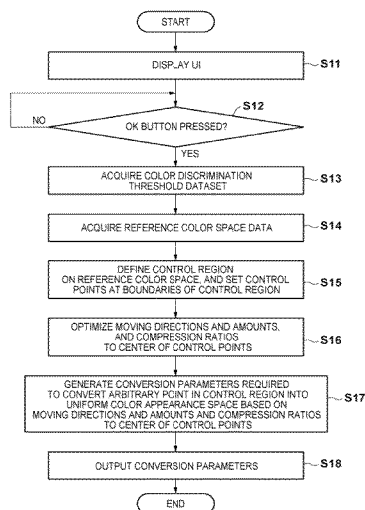 START
DISPLAY UI
S11
S12
NO
OK BUTTON PRESSED?
YES
ACQUIRE COLOR DISCRIMINATION
THRESHOLD DATASET
S13
ACQUIRE REFERENCE COLOR SPACE DATA
S14
DEFINE CONTROL REGION
ON REFERENCE COLOR SPACE, AND SET CONTROL
POINTS AT BOUNDARIES OF CONTROL REGION
S15
OPTIMIZE MOVING DIRECTIONS AND AMOUNTS,
AND COMPRESSION RATIOS
TO CENTER OF CONTROL POINTS
S16
GENERATE CONVERSION PARAMETERS REQUIRED
TO CONVERT ARBITRARY POINT IN CONTROL REGION INTO
UNIFORM COLOR APPEARANCE SPACE BASED ON
MOVING DIRECTIONS AND AMOUNTS AND COMPRESSION RATIOS
TO CENTER OF CONTROL POINTS
S17
OUTPUT CONVERSION PARAMETERS
S18
END